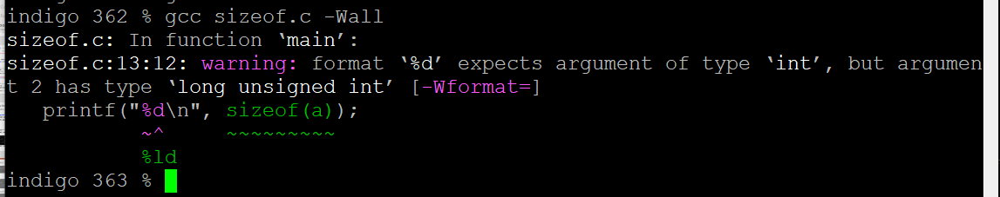 indigo 362 % gcc sizeof.c -Wall
sizeof.c: In function ‘main’:
sizeof.c:13:12: warning: format ‘%d’ expects argument of type ‘int’, but argumen
t 2 has type ‘long unsigned int’ [-Wformat=]
   printf("%d\n", sizeof(a));
           ~^     ~~~~~~~~~
           %ld
indigo 363 %